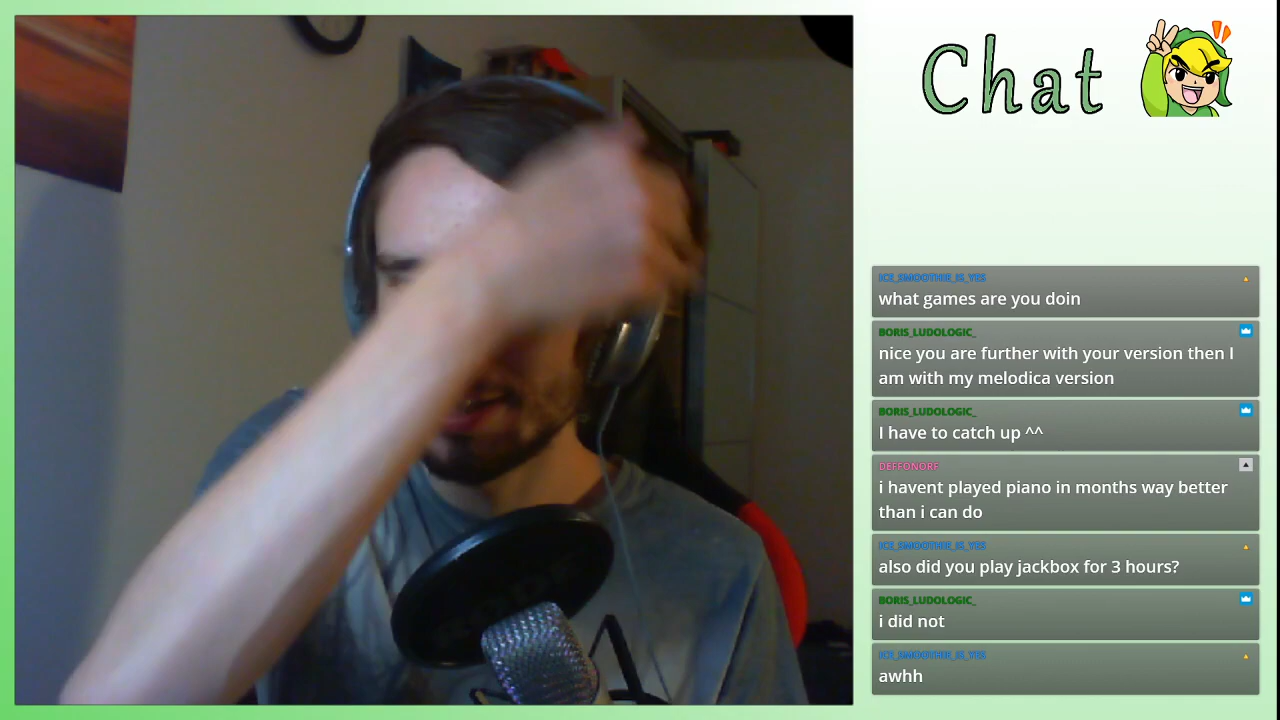 Chat
ICE_SMOOTHIE_IS_YES
what games are you doin
BORIS_LUDOLOGIC_
nice you are further with your version then I
am with my melodica version
BORIS_LUDOLOGIC_
I have to catch up ^^
DEFFONORE
i havent played piano in months way better
than i can do
ICE_SMOOTHIE_IS_YES
also did you play jackbox for 3 hours?
BORIS_LUDOLOGIC_
i did not
ICE_SMOOTHIE_IS_YES
awhh